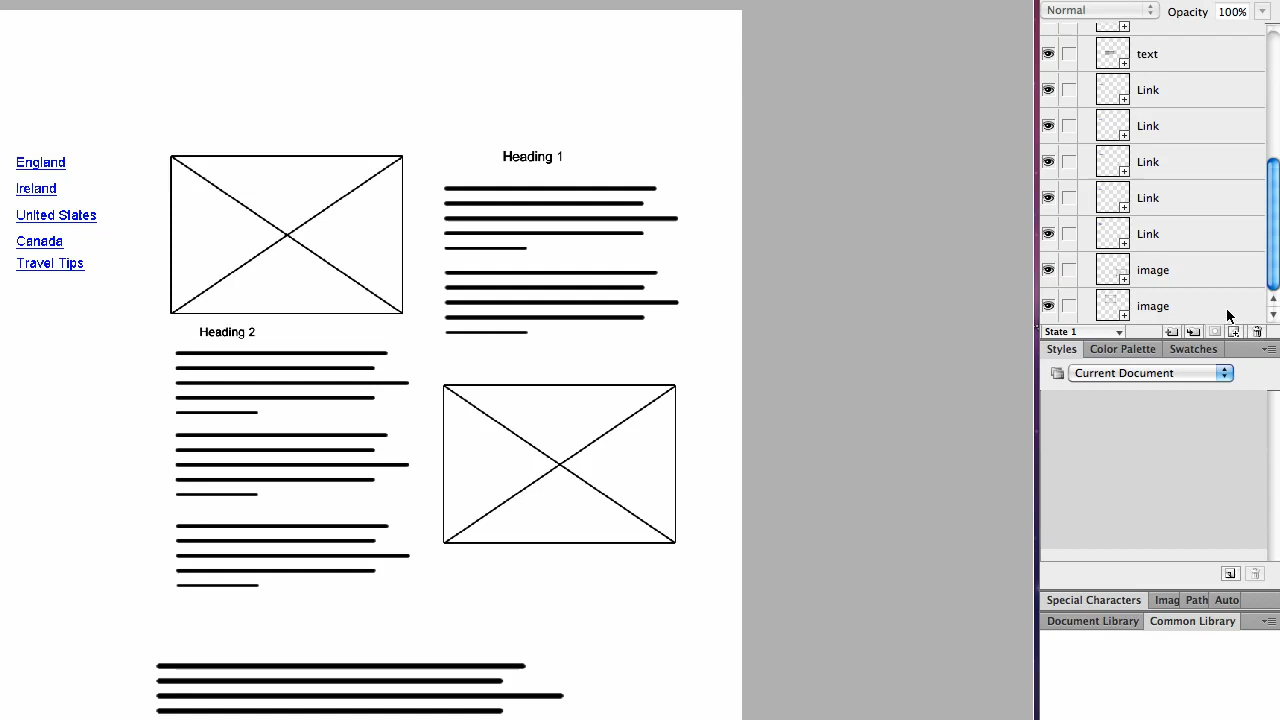 Normal
Opacity 100%
text
Link
Link
Link
Link
Link
image
image
State 1
Styles
Color Palette
Swatches
Current Document
Special Characters
Imag
Path
Auto
Document Library
Common Library
England
Ireland
United States
Canada
Travel Tips
Heading 1
Heading 2